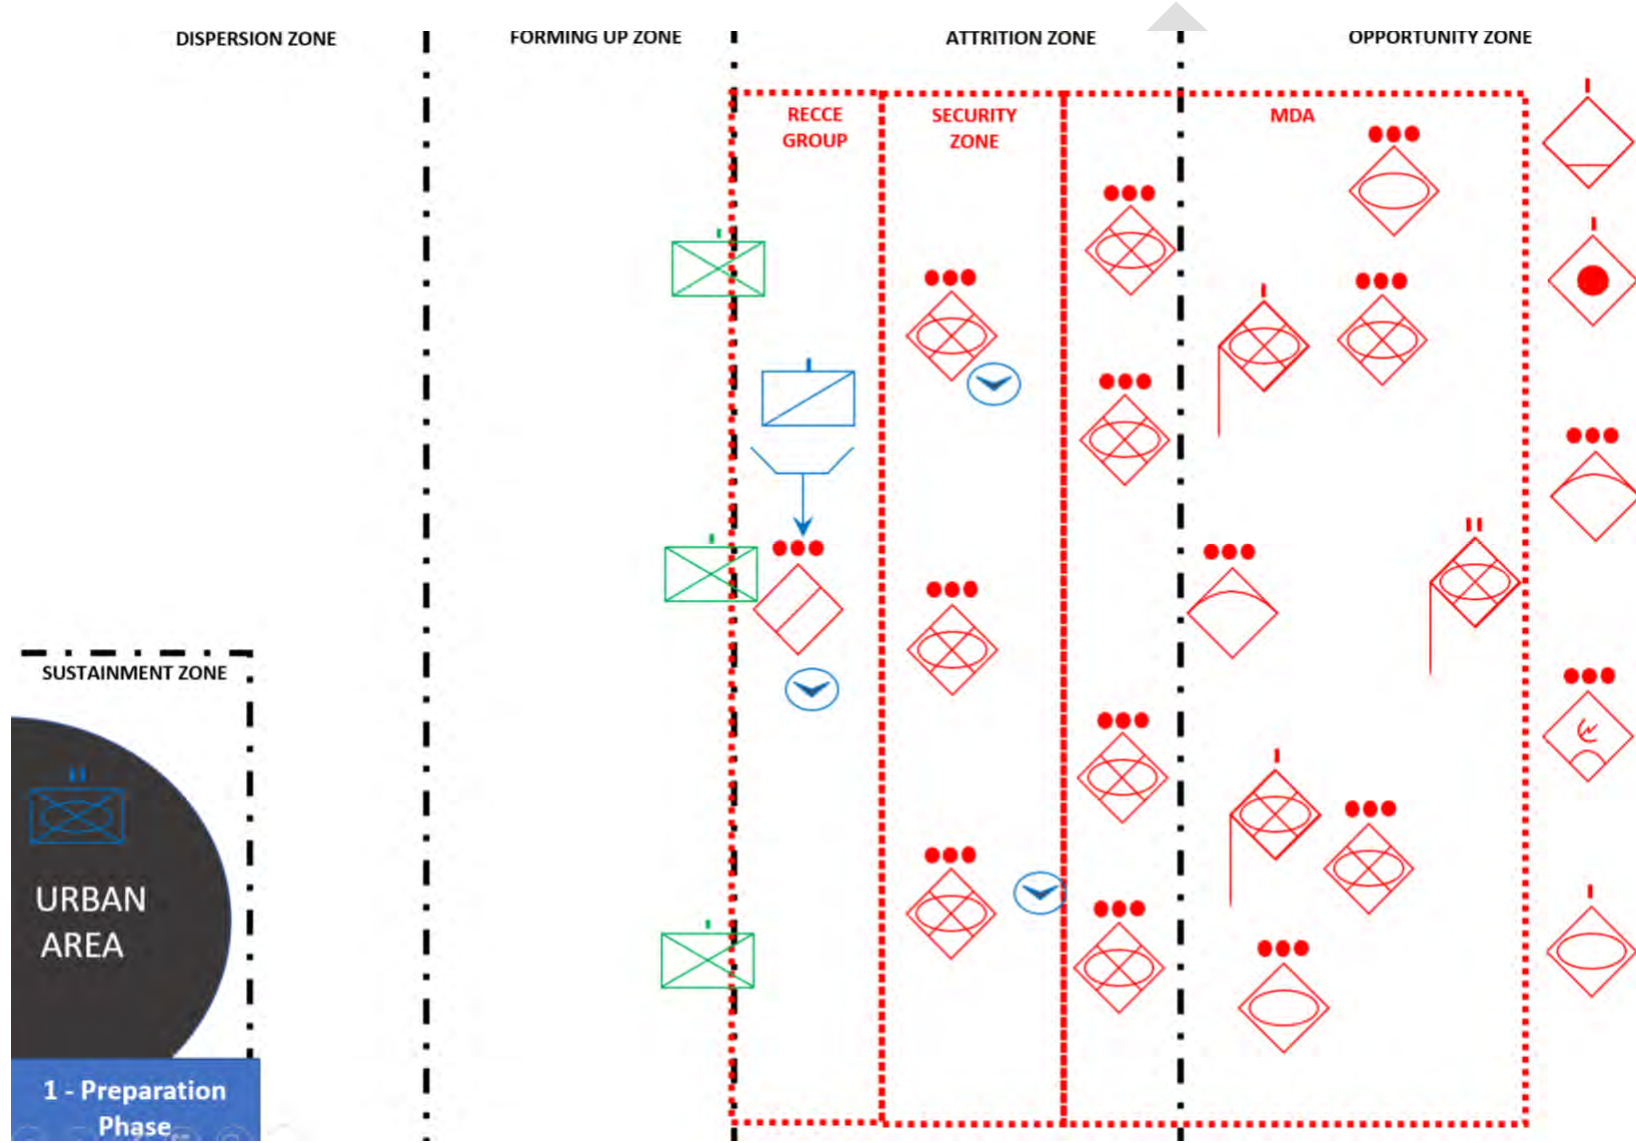 DISPERSION ZONE
FORMING UP ZONE
ATTRITION ZONE
OPPORTUNITY ZONE
RECCE
GROUP
SECURITY
ZONE
MDA
SUSTAINMENT ZONE
URBAN
AREA
1 - Preparation
Phase